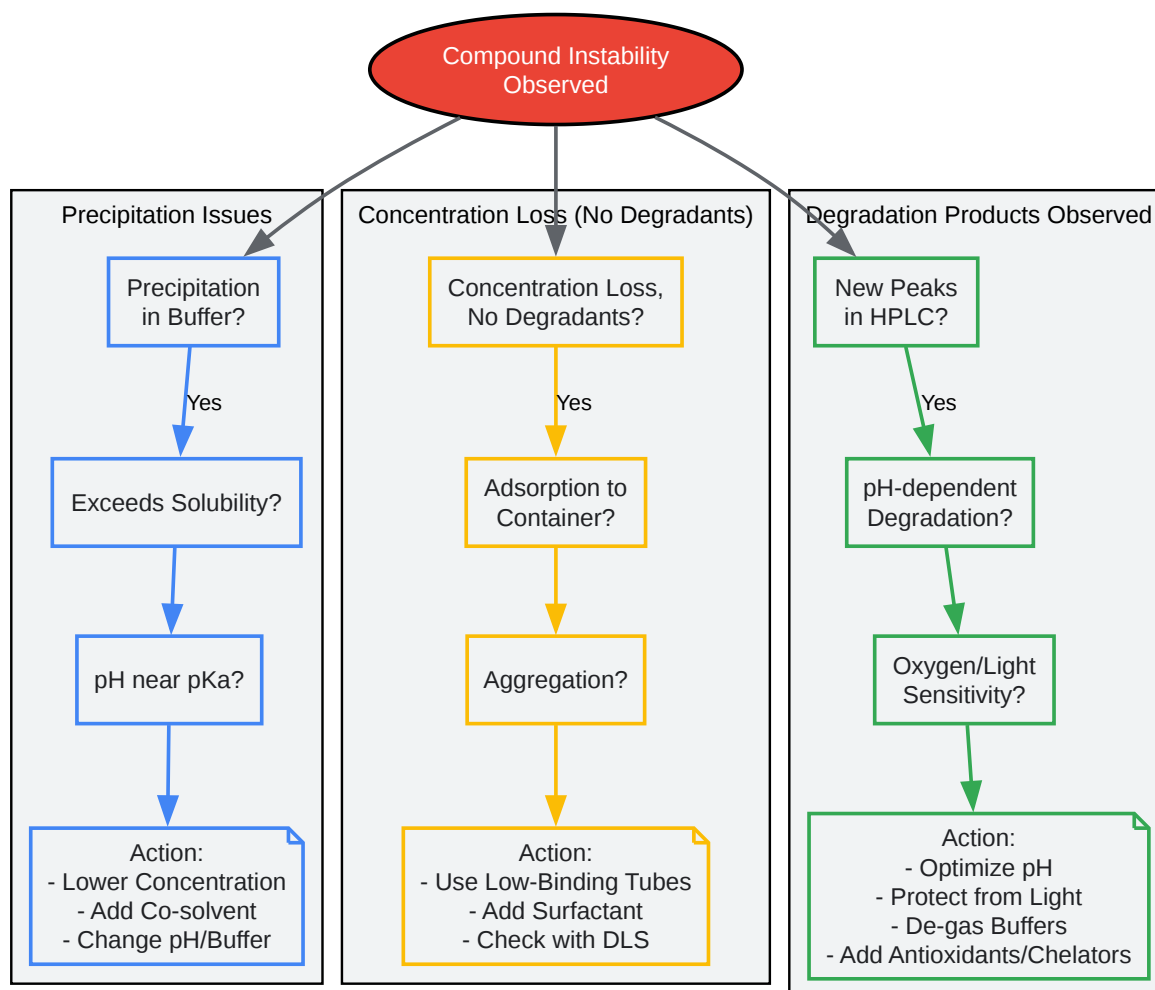 Compound Instability
Observed
Precipitation Issues
Precipitation
in Buffer?
Yes
Exceeds Solubility?
pH near pKa?
Action:
- Lower Concentration
- Add Co-solvent
- Change pH/Buffer
Concentration Loss (No Degradants)
Concentration Loss,
No Degradants?
Yes
Adsorption to
Container?
Aggregation?
Action:
- Use Low-Binding Tubes
- Add Surfactant
- Check with DLS
Degradation Products Observed
New Peaks
in HPLC?
Yes
pH-dependent
Degradation?
Oxygen/Light
Sensitivity?
Action:
- Optimize pH
- Protect from Light
- De-gas Buffers
- Add Antioxidants/Chelators